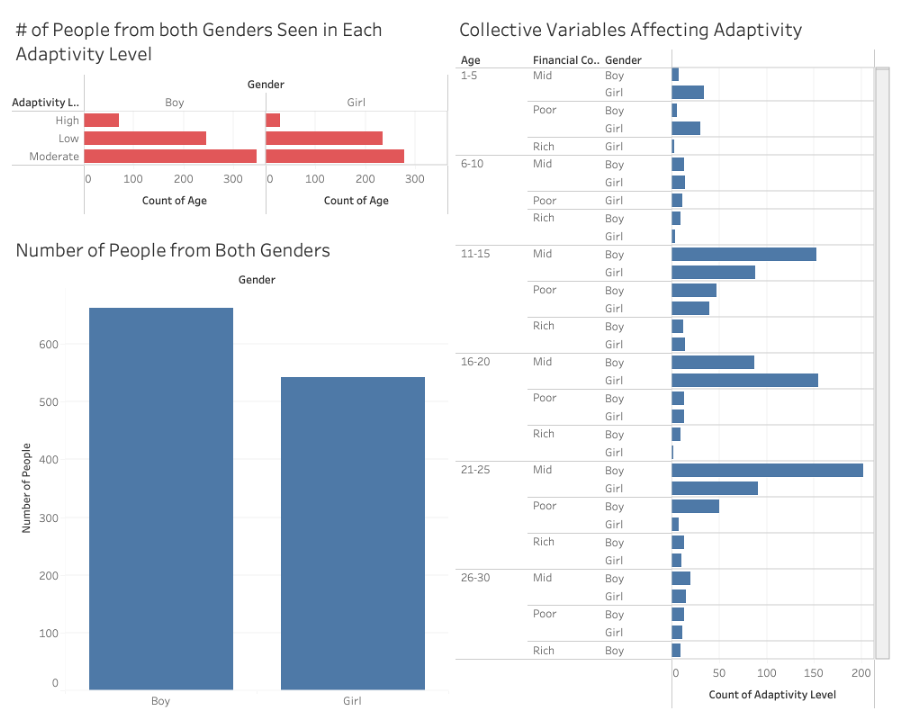 # of People from both Genders Seen in Each
Adaptivity Level
Gender
Adaptivity L.. Boy Girl
High
Low
Moderate
0 100 200 300 0 100 200 300
Count of Age Count of Age
Number of People from Both Genders
Gender
600
500
400
300
200
100
0
Number of People
Boy Girl
Collective Variables Affecting Adaptivity
Age Financial Co.. Gender
1-5 Mid Boy
Girl
Poor Boy
Girl
Rich Girl
6-10 Mid Boy
Girl
Poor Girl
Rich Boy
Girl
11-15 Mid Boy
Girl
Poor Boy
Girl
Rich Boy
Girl
16-20 Mid Boy
Girl
Poor Boy
Girl
Rich Boy
Girl
21-25 Mid Boy
Girl
Poor Boy
Girl
Rich Boy
Girl
26-30 Mid Boy
Girl
Poor Boy
Girl
Rich Boy
0 50 100 150 200
Count of Adaptivity Level